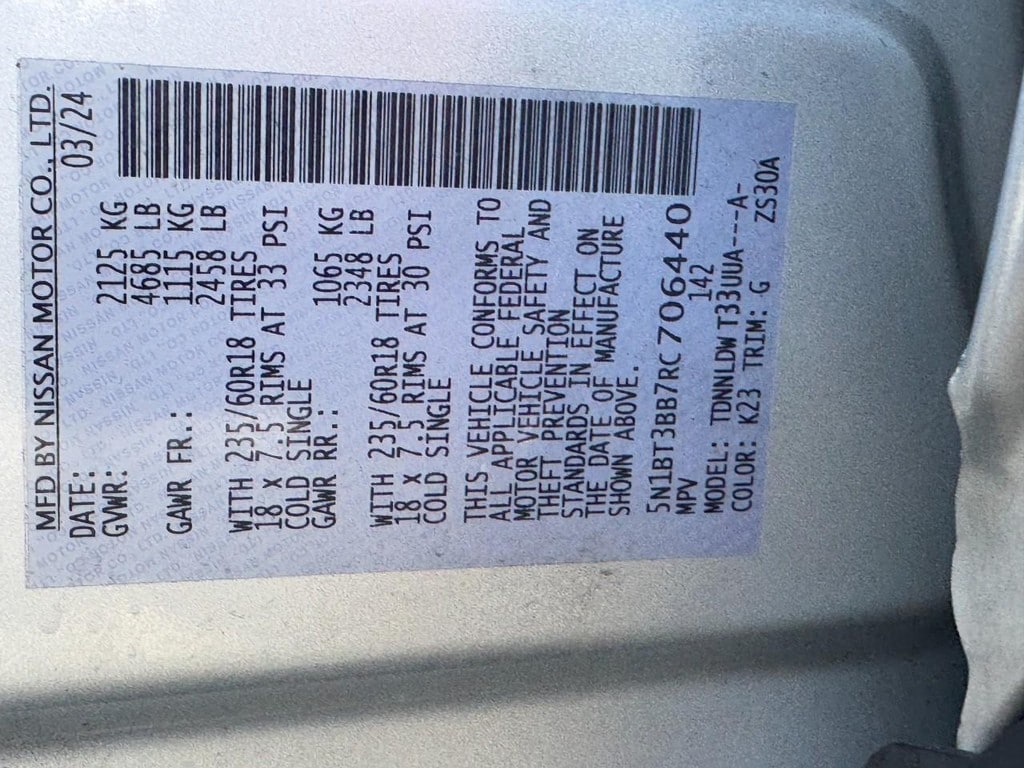 MFD BY NISSAN MOTOR CO., LTD.
DATE: 03/24
GVWR: 2125 KG
4685 LB
GAWR FR.: 1115 KG
2458 LB
WITH 235/60R18 TIRES
18 x 7.5 RIMS AT 33 PSI
COLD SINGLE
GAWR RR.: 1065 KG
2348 LB
WITH 235/60R18 TIRES
18 x 7.5 RIMS AT 30 PSI
COLD SINGLE
THIS VEHICLE CONFORMS TO
ALL APPLICABLE FEDERAL
MOTOR VEHICLE SAFETY AND
THEFT PREVENTION
STANDARDS IN EFFECT ON
THE DATE OF MANUFACTURE
SHOWN ABOVE.
5N1BT3BB7RC706440
MPV 142
MODEL: TDNNLDW T33UUA---A-
COLOR: K23 TRIM: G ZS30A